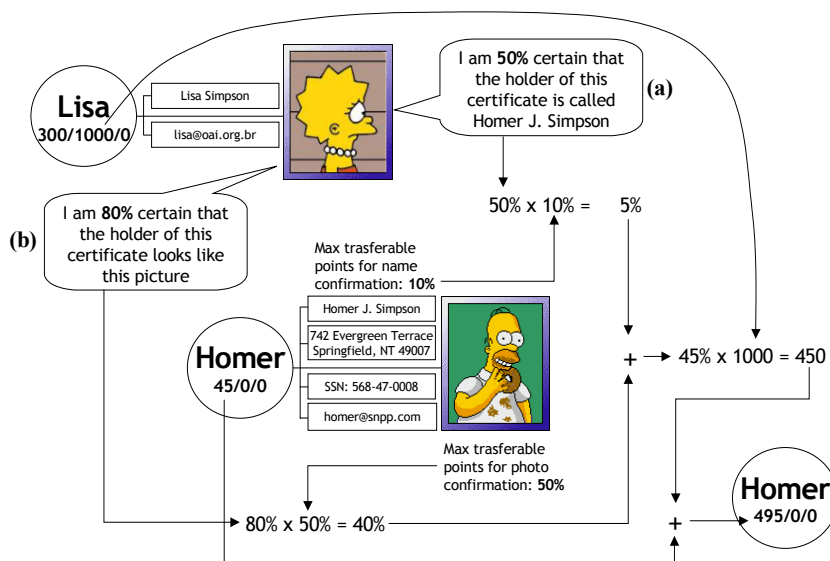 Lisa
300/1000/0
Lisa Simpson
lisa@oai.org.br
I am 50% certain that
the holder of this
certificate is called
Homer J. Simpson
(a)
50% x 10% = 5%
(b)
I am 80% certain that
the holder of this
certificate looks like
this picture
Max trasferable
points for name
confirmation: 10%
Homer
45/0/0
Homer J. Simpson
742 Evergreen Terrace
Springfield, NT 49007
SSN: 568-47-0008
homer@snpp.com
+
45% x 1000 = 450
Max trasferable
points for photo
confirmation: 50%
80% x 50% = 40%
+
Homer
495/0/0